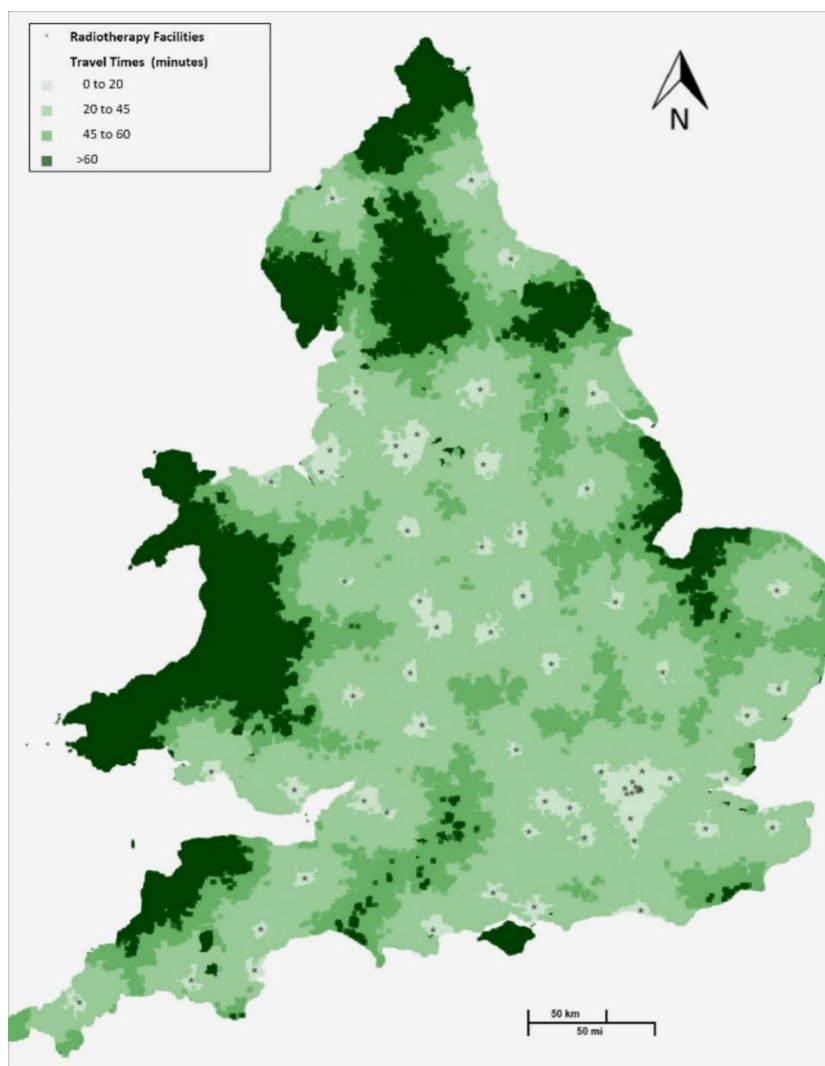 Radiotherapy Facilities
Travel Times (minutes)
0 to 20
20 to 45
45 to 60
>60
N
50 km
50 mi